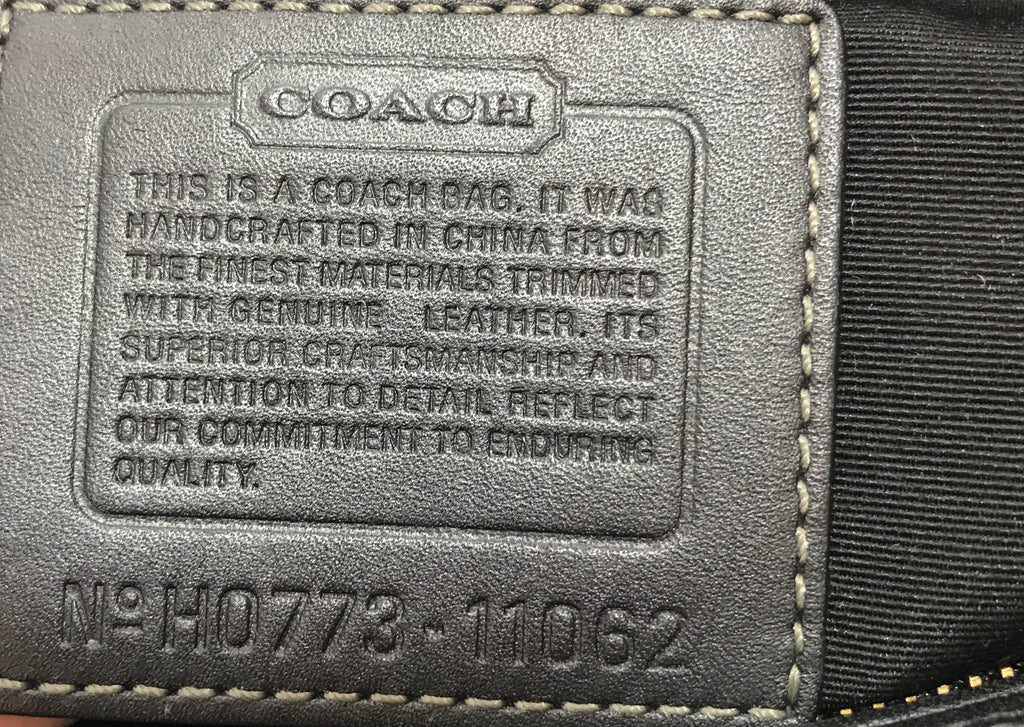 COACH
THIS IS A COACH BAG. IT WAS
HANDCRAFTED IN CHINA FROM
THE FINEST MATERIALS TRIMMED
WITH GENUINE LEATHER. ITS
SUPERIOR CRAFTSMANSHIP AND
ATTENTION TO DETAIL REFLECT
OUR COMMITMENT TO ENDURING
QUALITY.
Nº H0773-11062